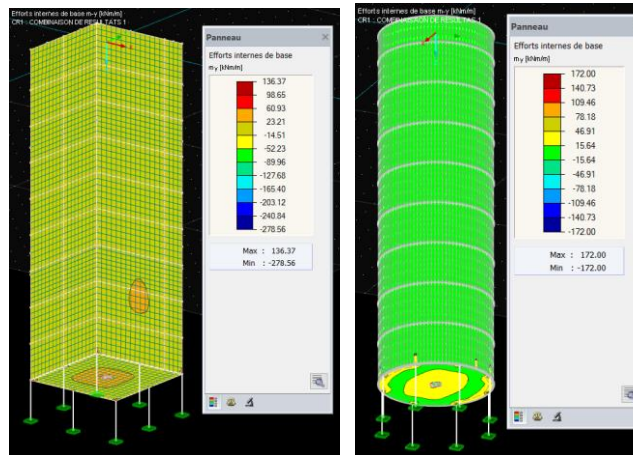 Efforts internes de base m-y [kNm/m]
CR1 : COMBINAISON DE RESULTATS 1
Panneau
Efforts internes de base
m-y [kNm/m]
136.37
98.65
60.93
23.21
-14.51
-52.23
-89.96
-127.68
-165.40
-203.12
-240.84
-278.56
Max : 136.37
Min : -278.56
Efforts internes de base m-y [kNm/m]
CR1 : COMBINAISON DE RESULTATS 1
Panneau
Efforts internes de base
m-y [kNm/m]
172.00
140.73
109.46
78.18
46.91
15.64
-15.64
-46.91
-78.18
-109.46
-140.73
-172.00
Max : 172.00
Min : -172.00